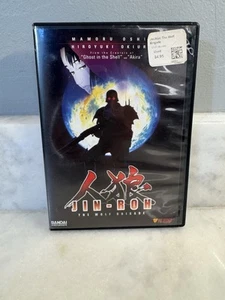 MAMORU OSHII
HIROYUKI OKIURA
From the Creators of
"Ghost in the Shell" and "Akira"
人狼
JIN-ROH
THE WOLF BRIGADE
BANDAI